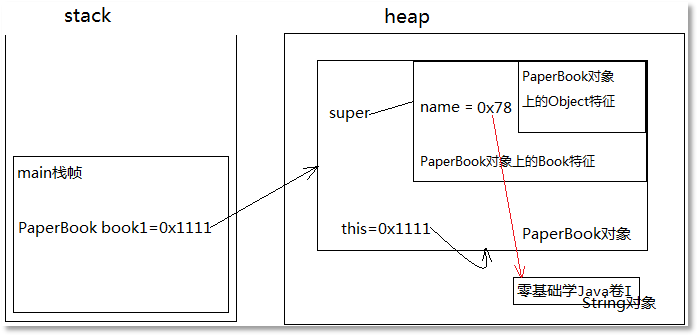 stack
heap
main栈帧
PaperBook book1=0x1111
super
name = 0x78
PaperBook对象
上的Object特征
PaperBook对象上的Book特征
this=0x1111
PaperBook对象
零基础学Java卷I
String对象